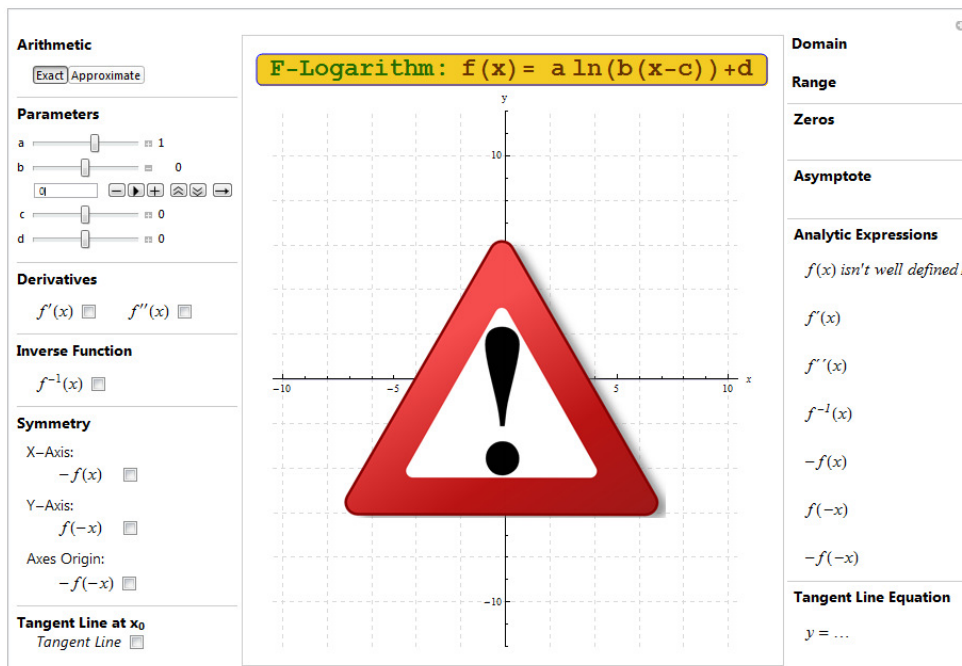 Arithmetic
Exact Approximate
Parameters
a 1
b 0
0
c 0
d 0
Derivatives
f′(x) f′′(x)
Inverse Function
f⁻¹(x)
Symmetry
X-Axis:
-f(x)
Y-Axis:
f(-x)
Axes Origin:
-f(-x)
Tangent Line at x₀
Tangent Line
F-Logarithm: f(x)= a ln(b(x-c))+d
y
10
-10 -5 5 10 x
-10
!
Domain
Range
Zeros
Asymptote
Analytic Expressions
f(x) isn't well defined!
f′(x)
f′′(x)
f⁻¹(x)
-f(x)
f(-x)
-f(-x)
Tangent Line Equation
y = ...